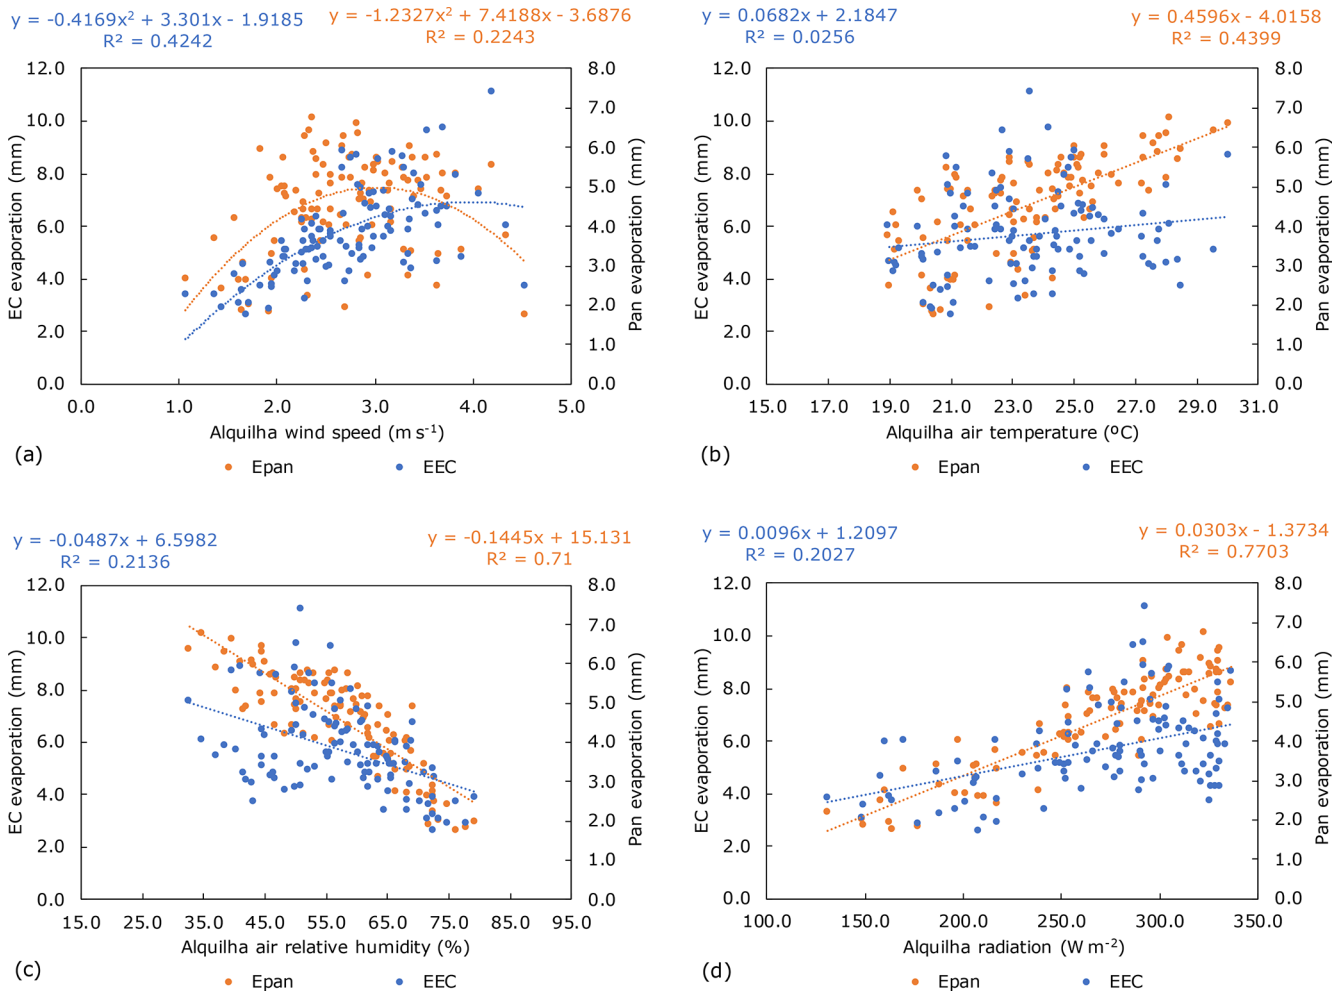 y = -0.4169x² + 3.301x - 1.9185
R² = 0.4242
y = -1.2327x² + 7.4188x - 3.6876
R² = 0.2243
12.0
10.0
8.0
6.0
4.0
2.0
0.0
EC evaporation (mm)
8.0
7.0
6.0
5.0
4.0
3.0
2.0
1.0
0.0
Pan evaporation (mm)
0.0 1.0 2.0 3.0 4.0 5.0
Alquilha wind speed (m s⁻¹)
(a)
Epan EEC
y = 0.0682x + 2.1847
R² = 0.0256
y = 0.4596x - 4.0158
R² = 0.4399
12.0
10.0
8.0
6.0
4.0
2.0
0.0
EC evaporation (mm)
8.0
7.0
6.0
5.0
4.0
3.0
2.0
1.0
0.0
Pan evaporation (mm)
15.0 17.0 19.0 21.0 23.0 25.0 27.0 29.0 31.0
Alquilha air temperature (ºC)
(b)
Epan EEC
y = -0.0487x + 6.5982
R² = 0.2136
y = -0.1445x + 15.131
R² = 0.71
12.0
10.0
8.0
6.0
4.0
2.0
0.0
EC evaporation (mm)
8.0
7.0
6.0
5.0
4.0
3.0
2.0
1.0
0.0
Pan evaporation (mm)
15.0 25.0 35.0 45.0 55.0 65.0 75.0 85.0 95.0
Alquilha air relative humidity (%)
(c)
Epan EEC
y = 0.0096x + 1.2097
R² = 0.2027
y = 0.0303x - 1.3734
R² = 0.7703
12.0
10.0
8.0
6.0
4.0
2.0
0.0
EC evaporation (mm)
8.0
7.0
6.0
5.0
4.0
3.0
2.0
1.0
0.0
Pan evaporation (mm)
100.0 150.0 200.0 250.0 300.0 350.0
Alquilha radiation (W m⁻²)
(d)
Epan EEC